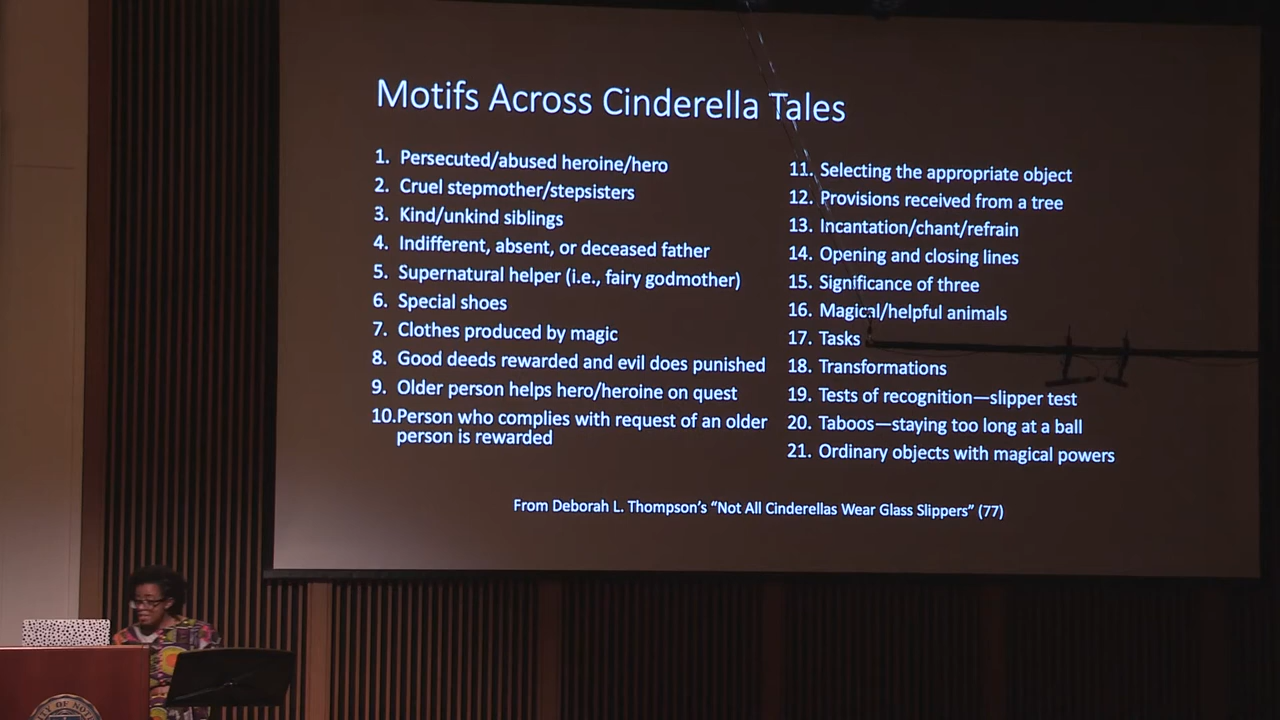 Motifs Across Cinderella Tales
1. Persecuted/abused heroine/hero
2. Cruel stepmother/stepsisters
3. Kind/unkind siblings
4. Indifferent, absent, or deceased father
5. Supernatural helper (i.e., fairy godmother)
6. Special shoes
7. Clothes produced by magic
8. Good deeds rewarded and evil does punished
9. Older person helps hero/heroine on quest
10.Person who complies with request of an older
person is rewarded
11. Selecting the appropriate object
12. Provisions received from a tree
13. Incantation/chant/refrain
14. Opening and closing lines
15. Significance of three
16. Magical/helpful animals
17. Tasks
18. Transformations
19. Tests of recognition—slipper test
20. Taboos—staying too long at a ball
21. Ordinary objects with magical powers
From Deborah L. Thompson's “Not All Cinderellas Wear Glass Slippers” (77)